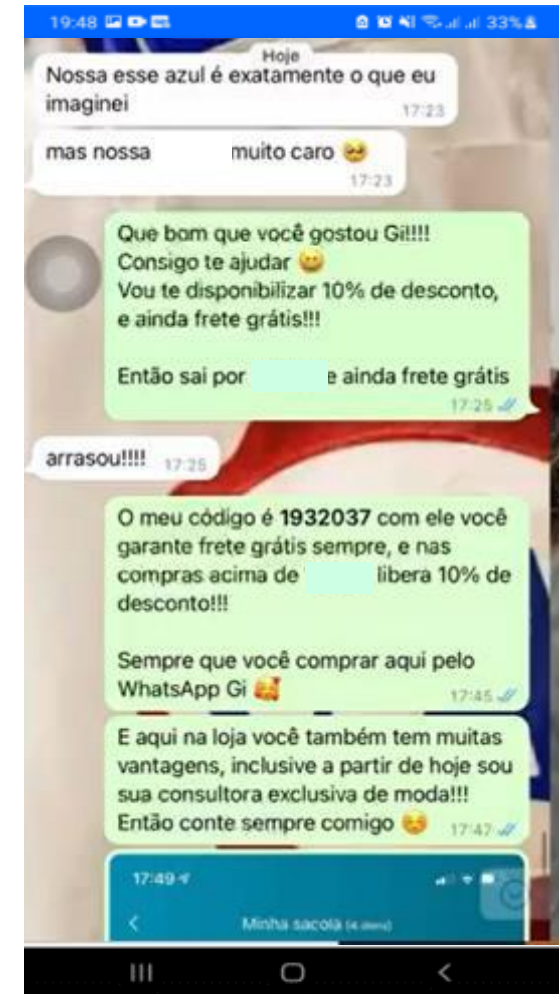 19:48
33%
Hoje
Nossa esse azul é exatamente o que eu
imaginei
17:23
mas nossa muito caro 🥺
17:23
Que bom que você gostou Gi!!!!
Consigo te ajudar 😀
Vou te disponibilizar 10% de desconto,
e ainda frete grátis!!!
Então sai por e ainda frete grátis
17:25
arrasou!!!! 17:25
O meu código é 1932037 com ele você
garante frete grátis sempre, e nas
compras acima de libera 10% de
desconto!!!
Sempre que você comprar aqui pelo
WhatsApp Gi 🥰
17:45
E aqui na loja você também tem muitas
vantagens, inclusive a partir de hoje sou
sua consultora exclusiva de moda!!!
Então conte sempre comigo ☺️ 17:47
17:49
Minha sacola (4 itens)